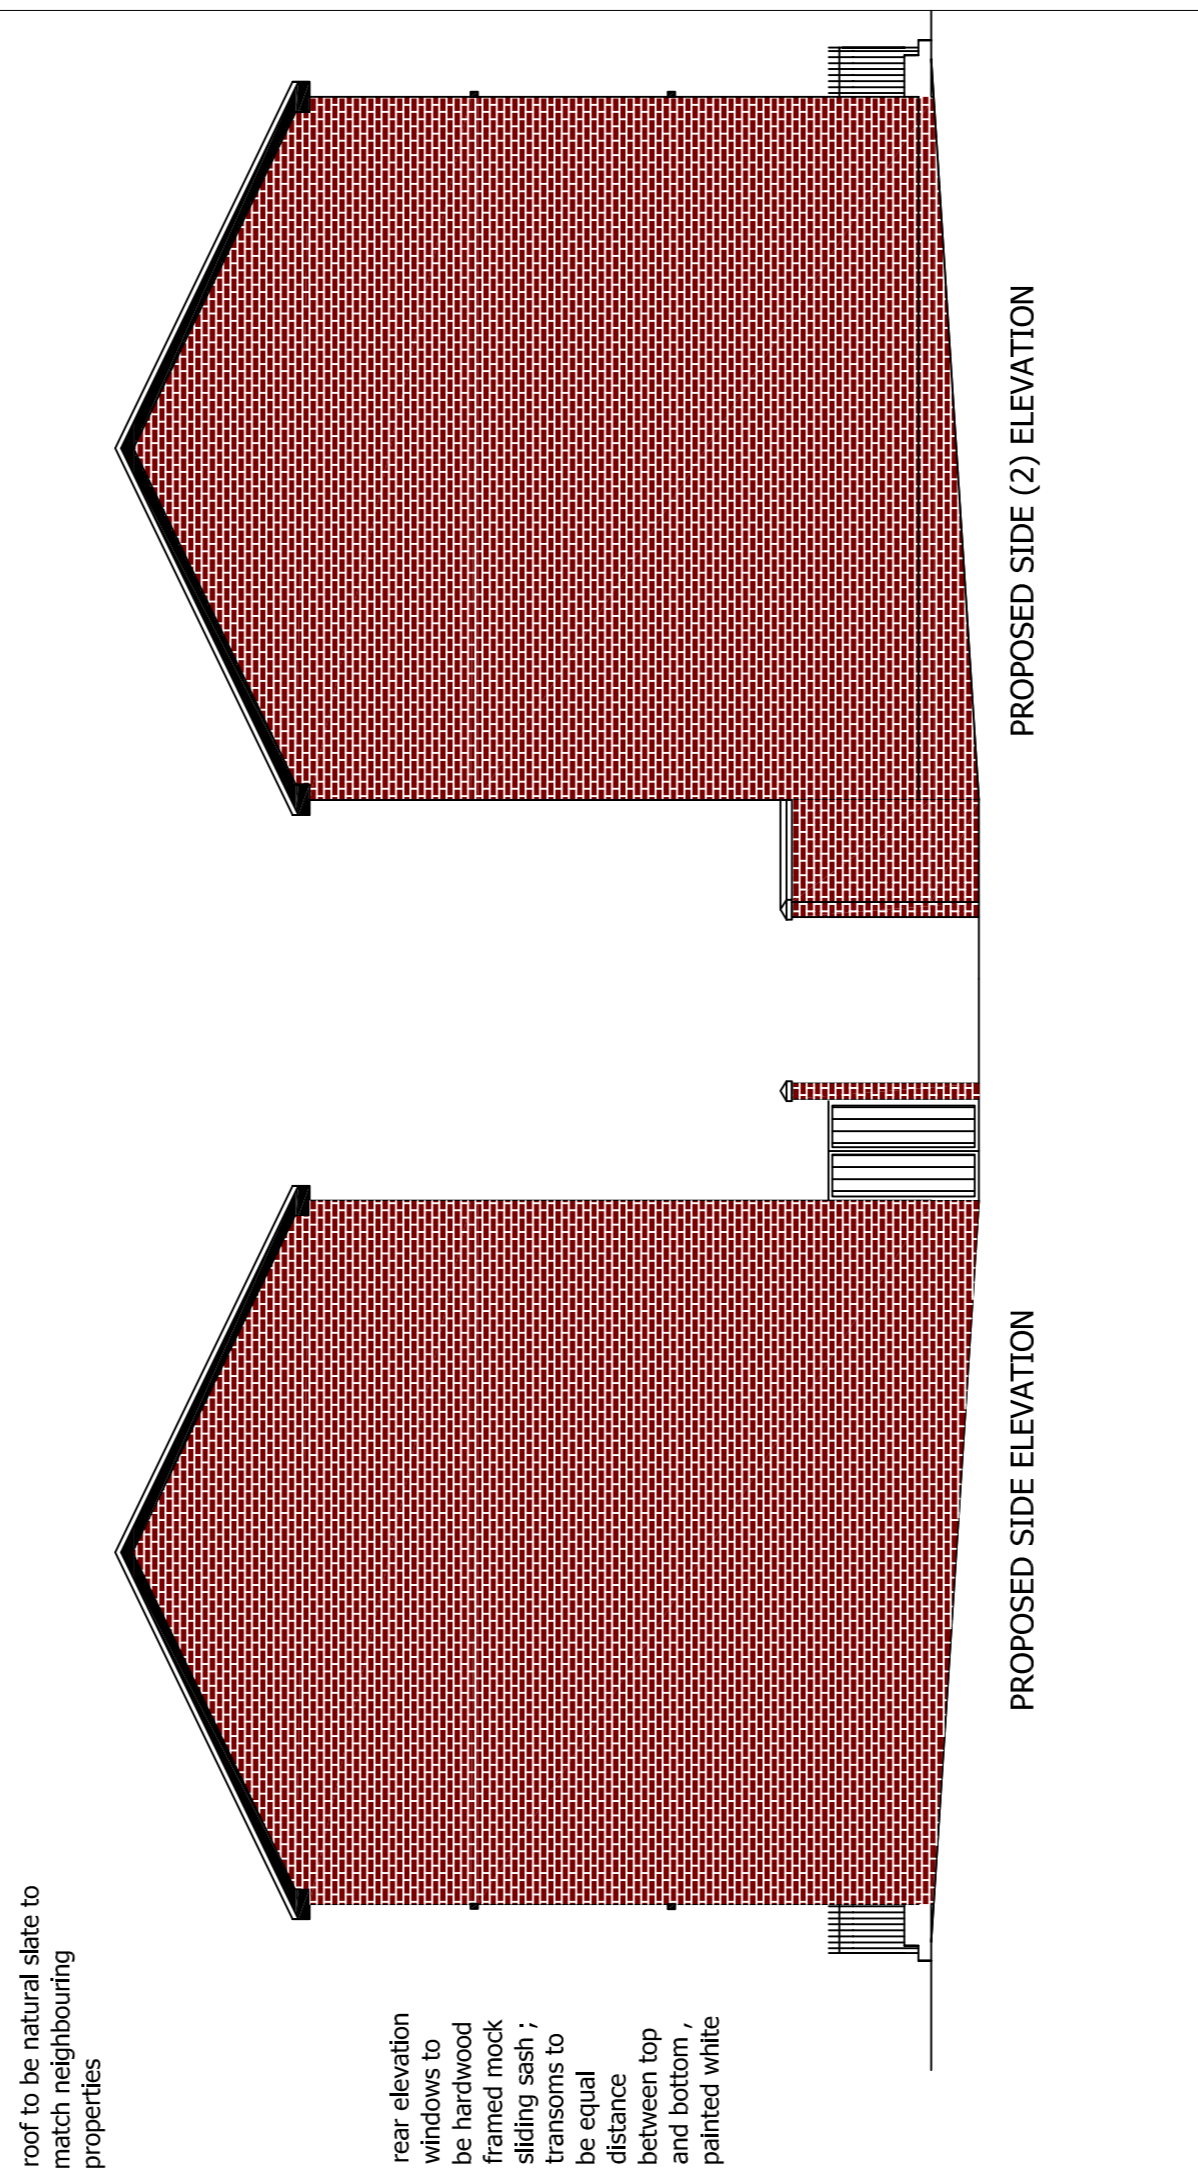 roof to be natural slate to
match neighbouring
properties
rear elevation
windows to
be hardwood
framed mock
sliding sash ;
transoms to
be equal
distance
between top
and bottom ,
painted white
PROPOSED SIDE ELEVATION
PROPOSED SIDE (2) ELEVATION